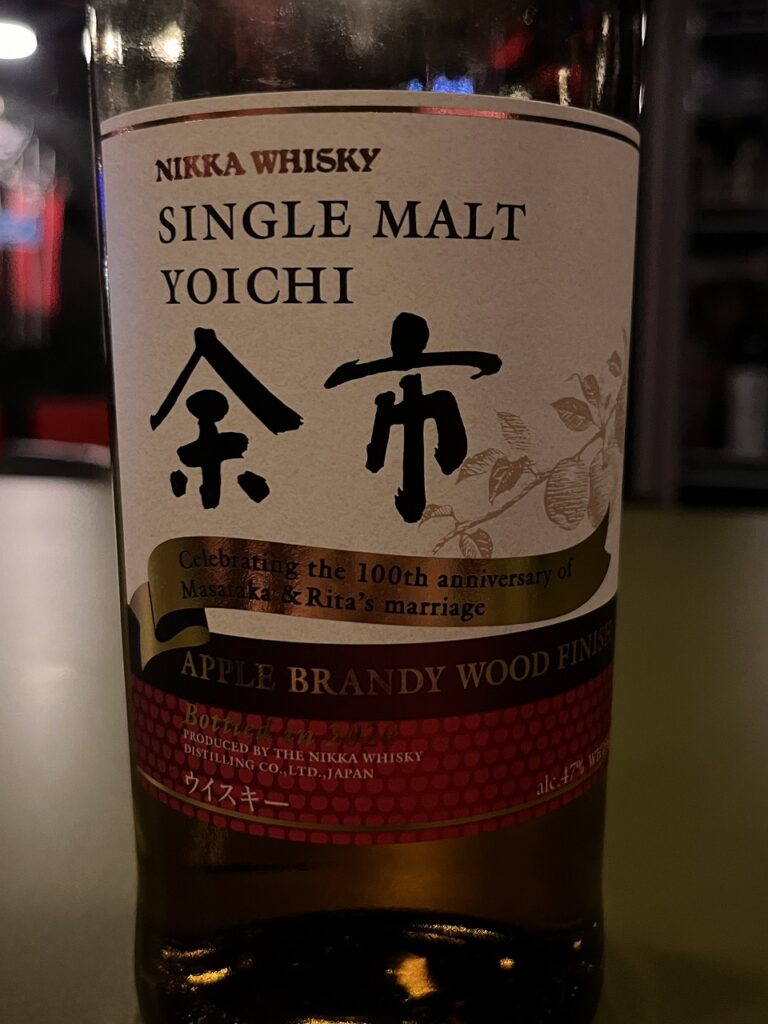 NIKKA WHISKY
SINGLE MALT
YOICHI
余市
Celebrating the 100th anniversary of
Masataka & Rita's marriage
APPLE BRANDY WOOD FINISH
Bottled in 2020
PRODUCED BY THE NIKKA WHISKY
DISTILLING CO.,LTD.,JAPAN
ウイスキー
alc.47%